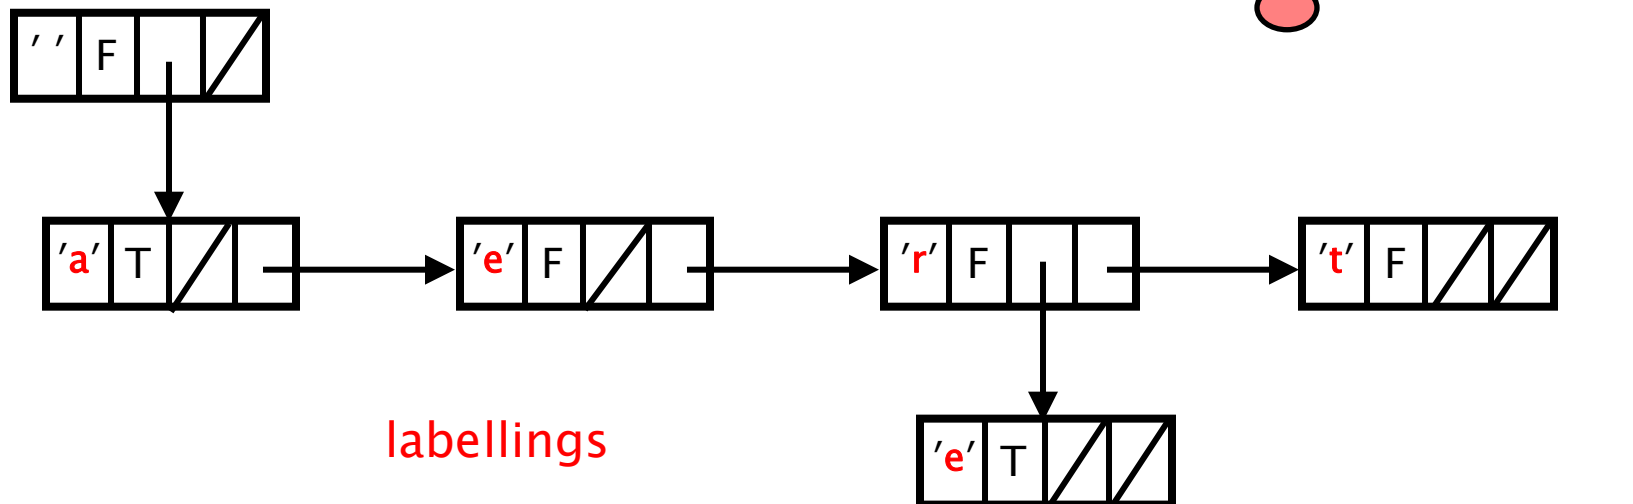 ' ' F
'a' T 'e' F 'r' F 't' F
labellings
'e' T